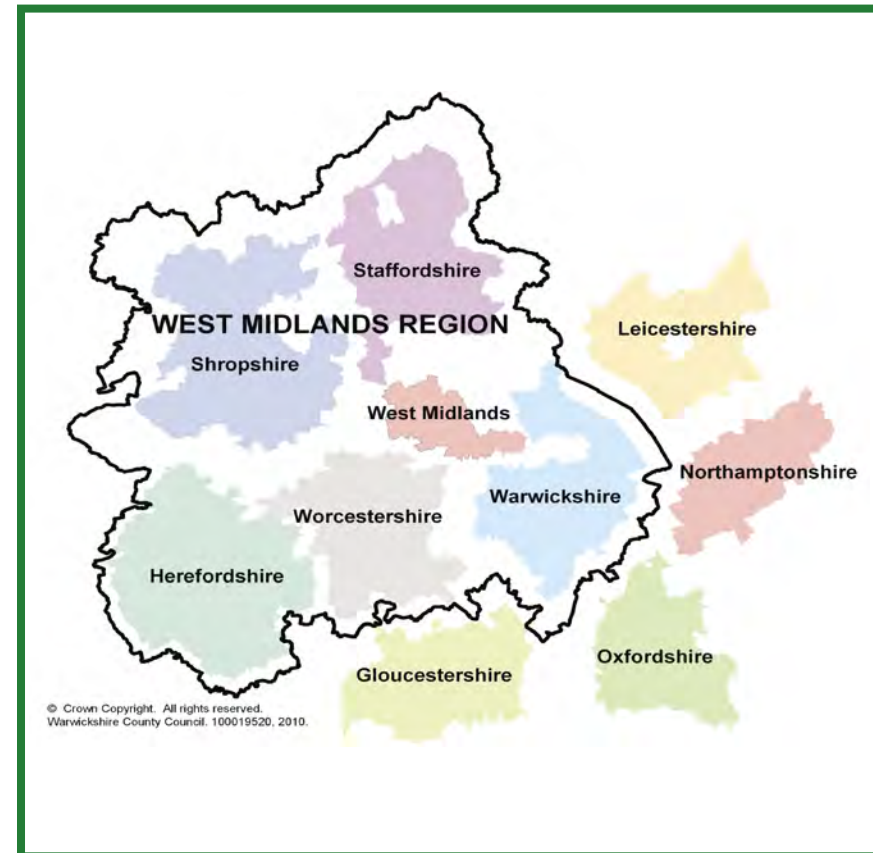 Staffordshire
WEST MIDLANDS REGION
Leicestershire
Shropshire
West Midlands
Northamptonshire
Warwickshire
Worcestershire
Herefordshire
Oxfordshire
Gloucestershire
© Crown Copyright. All rights reserved.
Warwickshire County Council. 100019520, 2010.